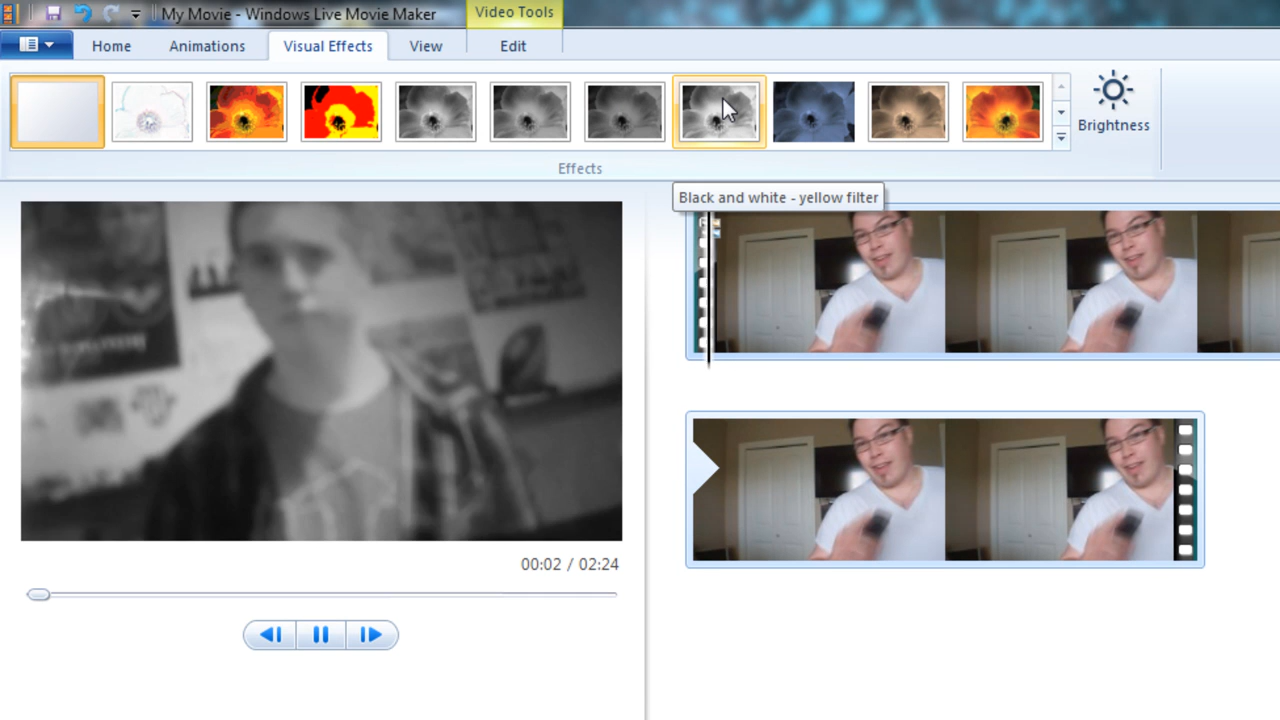 My Movie - Windows Live Movie Maker
Video Tools
Home
Animations
Visual Effects
View
Edit
Brightness
Effects
Black and white - yellow filter
00:02 / 02:24